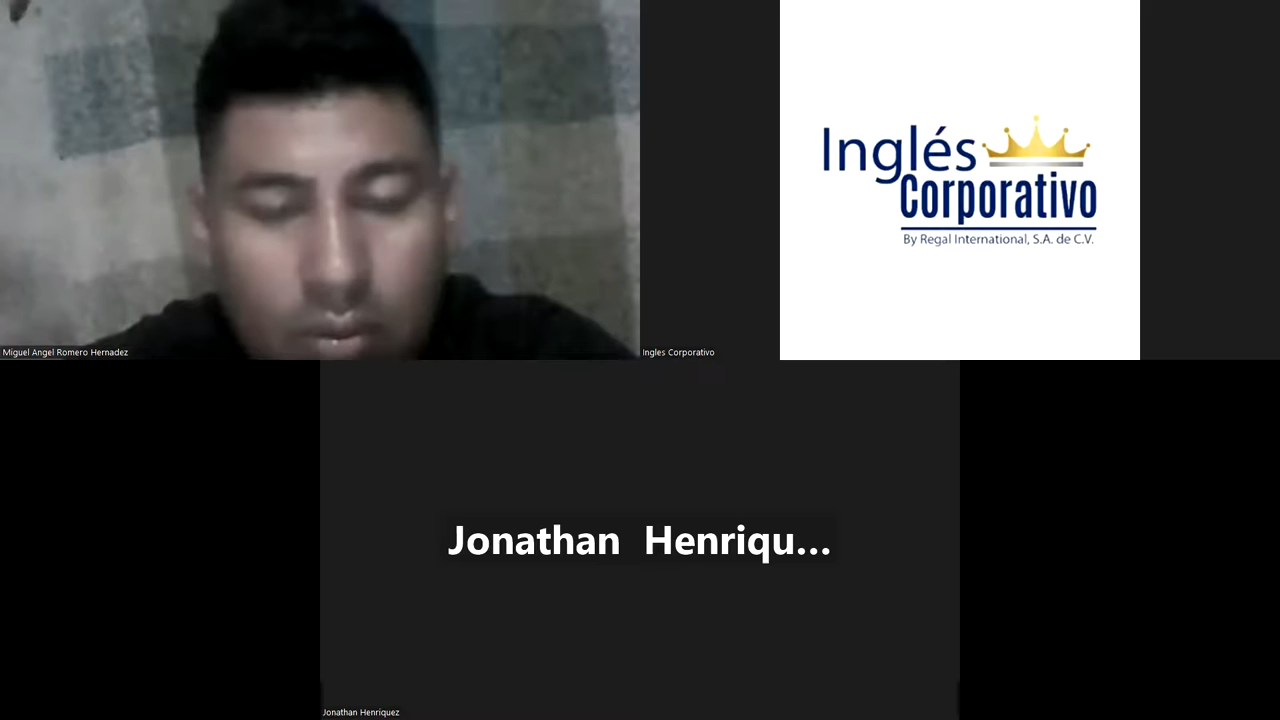 Inglés
Corporativo
By Regal International, S.A. de C.V.
Miguel Angel Romero Hernadez
Ingles Corporativo
Jonathan Henriqu...
Jonathan Henriquez